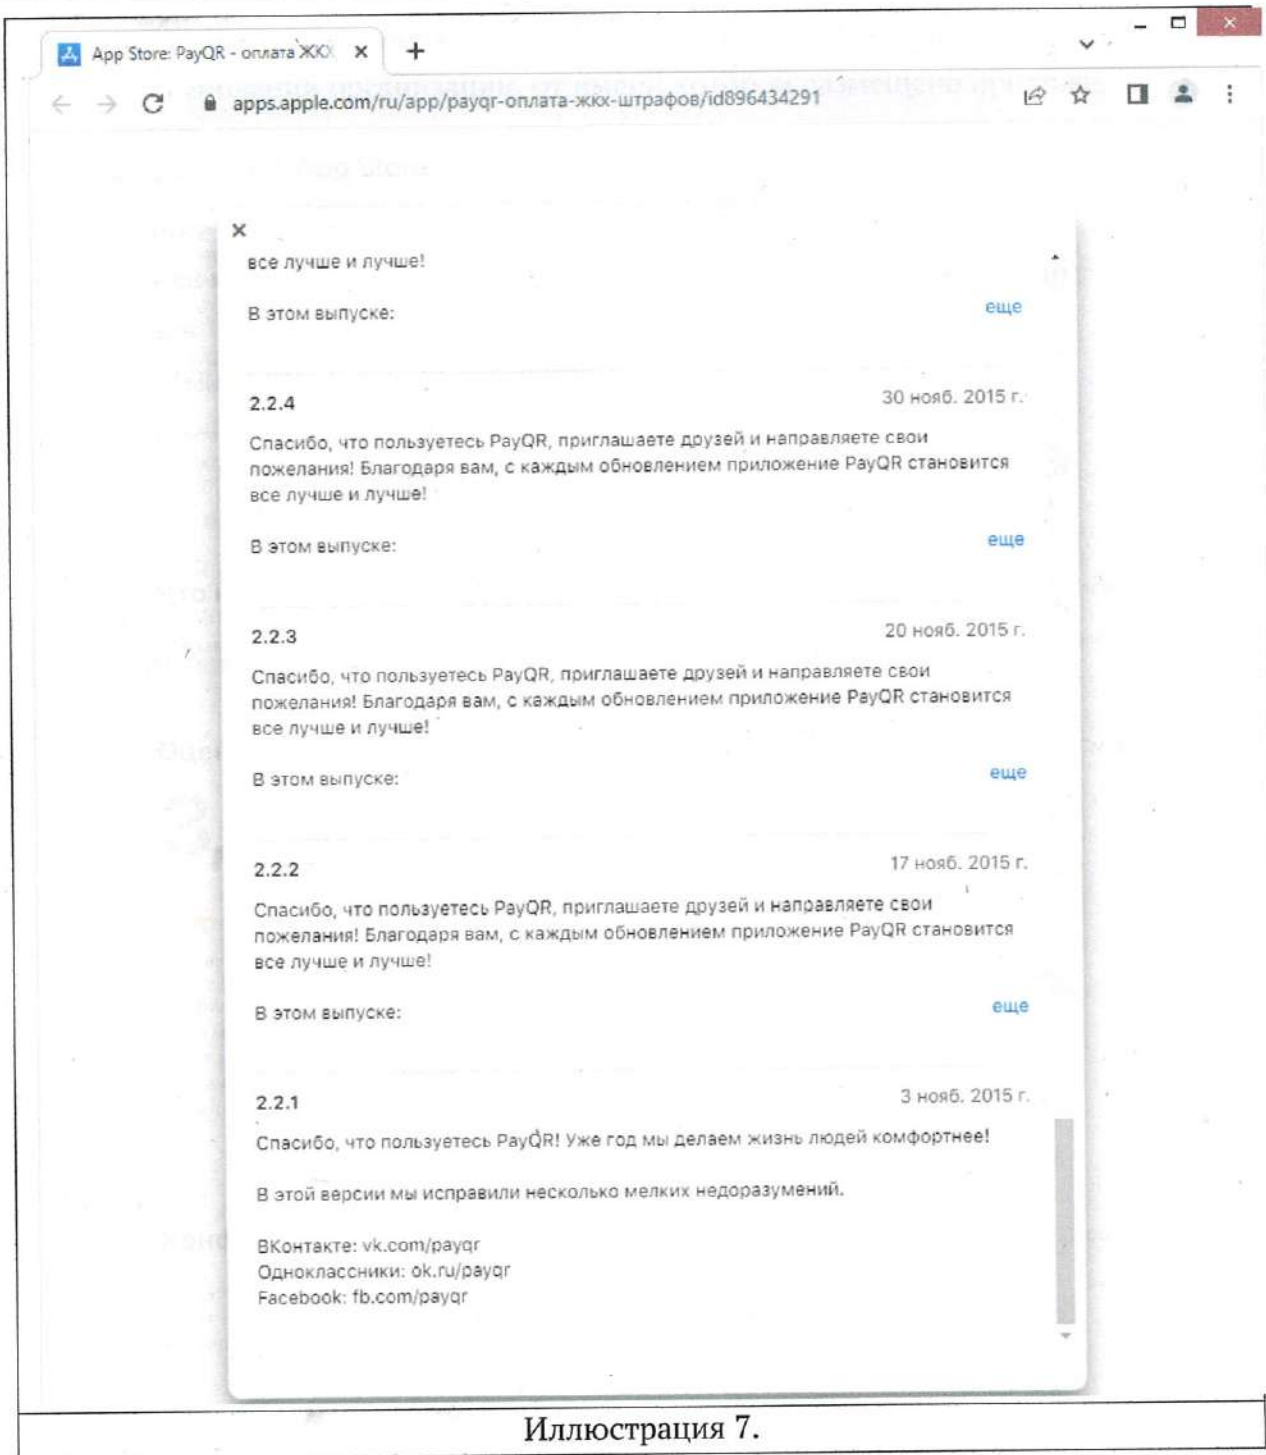 App Store: PayQR - оплата ЖКХ
apps.apple.com/ru/app/payqr-оплата-жкх-штрафов/id896434291
все лучше и лучше!
В этом выпуске:
еще
2.2.4
30 нояб. 2015 г.
Спасибо, что пользуетесь PayQR, приглашаете друзей и направляете свои
пожелания! Благодаря вам, с каждым обновлением приложение PayQR становится
все лучше и лучше!
В этом выпуске:
еще
2.2.3
20 нояб. 2015 г.
Спасибо, что пользуетесь PayQR, приглашаете друзей и направляете свои
пожелания! Благодаря вам, с каждым обновлением приложение PayQR становится
все лучше и лучше!
В этом выпуске:
еще
2.2.2
17 нояб. 2015 г.
Спасибо, что пользуетесь PayQR, приглашаете друзей и направляете свои
пожелания! Благодаря вам, с каждым обновлением приложение PayQR становится
все лучше и лучше!
В этом выпуске:
еще
2.2.1
3 нояб. 2015 г.
Спасибо, что пользуетесь PayQR! Уже год мы делаем жизнь людей комфортнее!
В этой версии мы исправили несколько мелких недоразумений.
ВКонтакте: vk.com/payqr
Одноклассники: ok.ru/payqr
Facebook: fb.com/payqr
Иллюстрация 7.